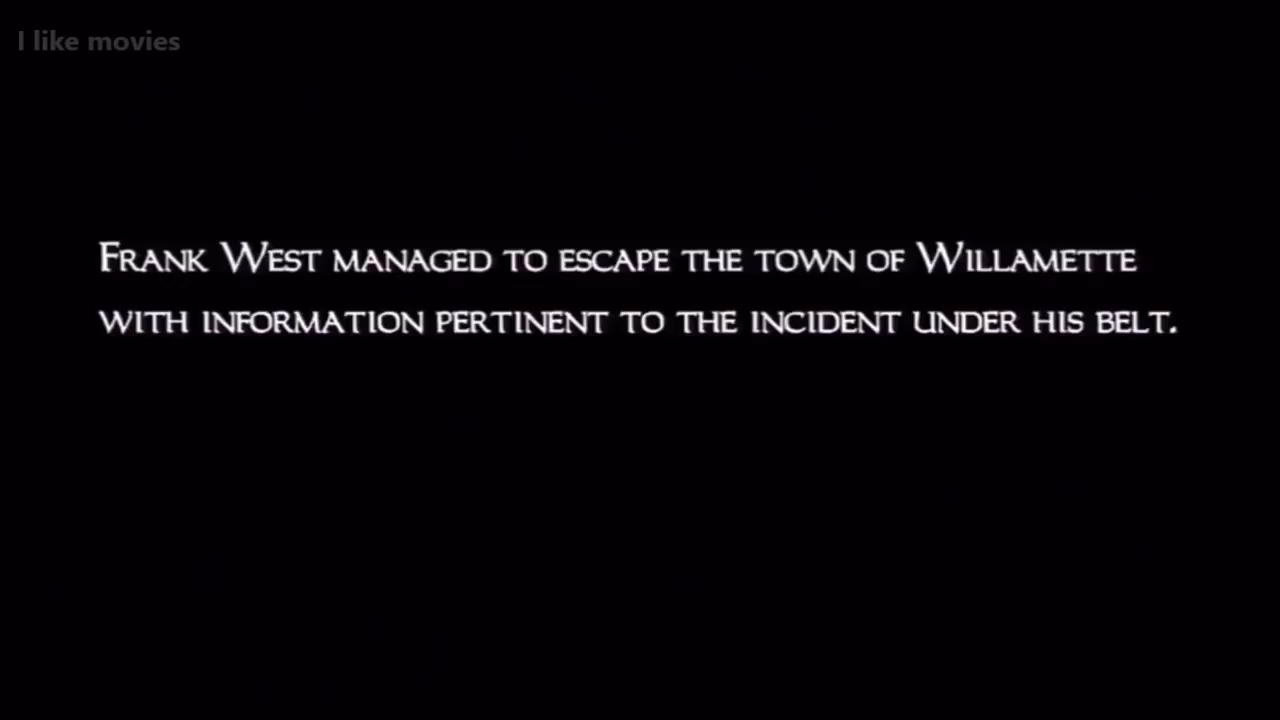 I like movies
Frank West managed to escape the town of Willamette
with information pertinent to the incident under his belt.